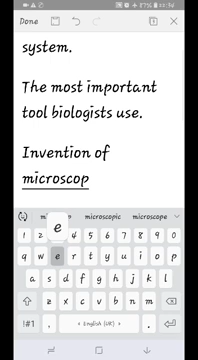 Done
system.
The most important
tool biologists use.
Invention of
microscop
microscopic microscope
e
1 2 4 5 6 7 8 9 0
q w e r t y u i o p
a s d f g h j k l
z x c v b n m
!#1 , English (UK) .